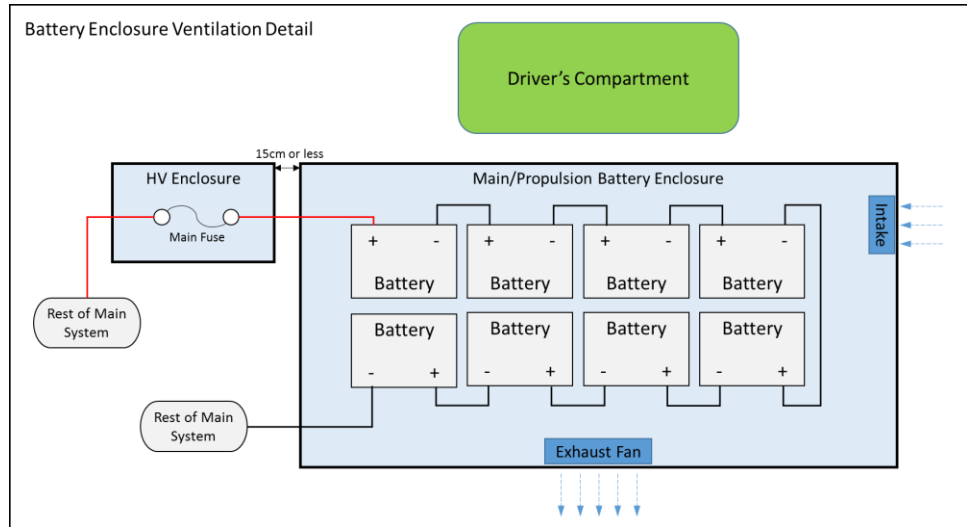 Battery Enclosure Ventilation Detail
Driver's Compartment
15cm or less
HV Enclosure
Main Fuse
Main/Propulsion Battery Enclosure
Intake
+ - + - + - + -
Battery Battery Battery Battery
Battery Battery Battery Battery
- + - + - + - +
Rest of Main
System
Rest of Main
System
Exhaust Fan